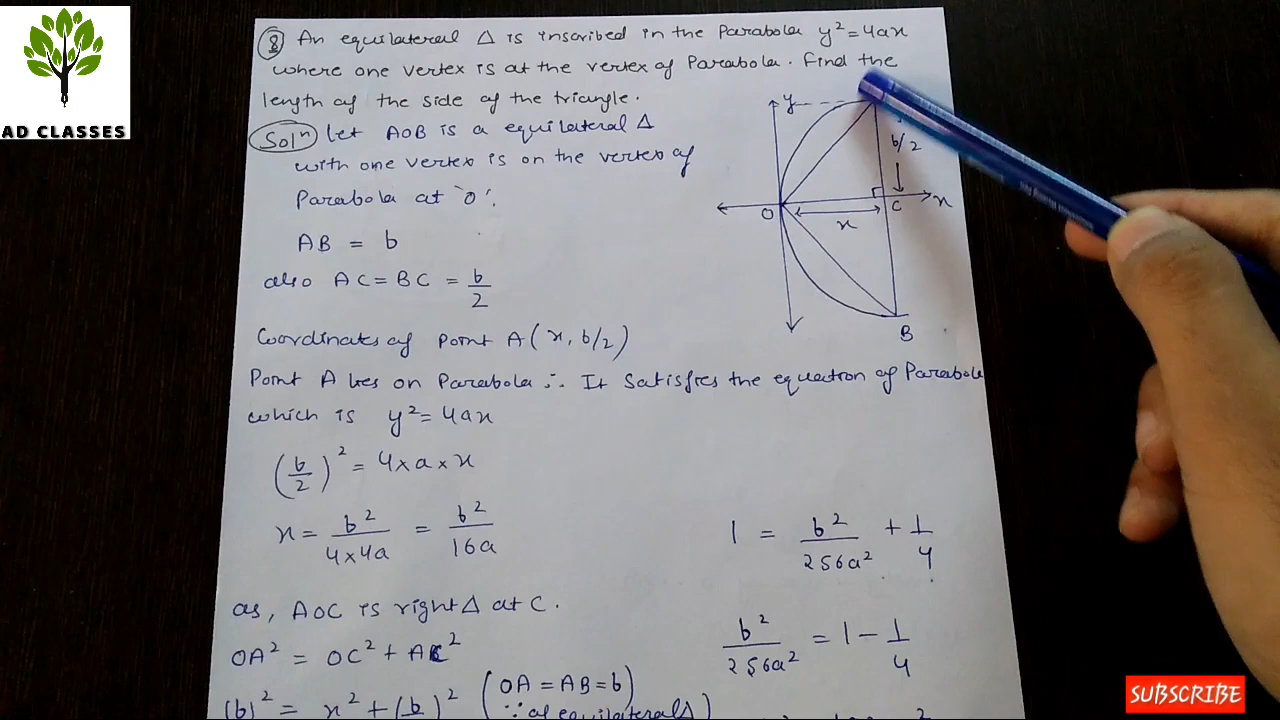 AD CLASSES
8 An equilateral Δ is inscribed in the Parabola y² = 4ax
where one vertex is at the vertex of Parabola. Find the
length of the side of the triangle.
Solⁿ Let AOB is a equilateral Δ
with one vertex is on the vertex of
Parabola at 'O'.
AB = b
also AC = BC = b/2
Coordinates of Point A (x, b/2)
Point A lies on Parabola ∴ It satisfies the equation of Parabola
which is y² = 4ax
(b/2)² = 4 × a × x
x = b²/4×4a = b²/16a
as, AOC is right Δ at C.
OA² = OC² + AC²
(b)² = x² + (b )² (OA = AB = b)
∵ of equilateral Δ)
y
b/2
O
x
C
x
B
1 = b²/256a² + 1/4
b²/256a² = 1 - 1/4
SUBSCRIBE